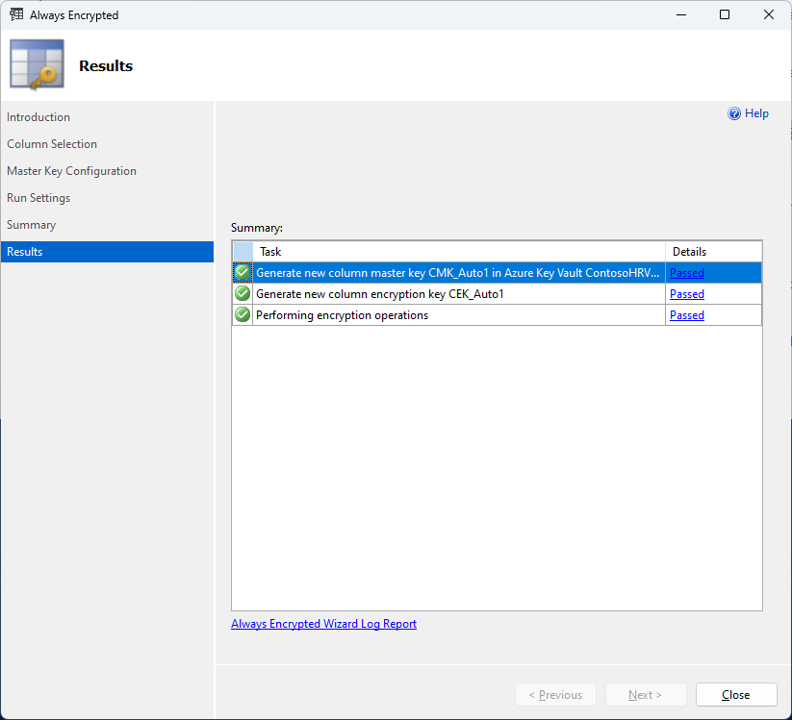 Always Encrypted
Results
Introduction
Column Selection
Master Key Configuration
Run Settings
Summary
Results
Help
Summary:
Task Details
Generate new column master key CMK_Auto1 in Azure Key Vault ContosoHRV... Passed
Generate new column encryption key CEK_Auto1 Passed
Performing encryption operations Passed
Always Encrypted Wizard Log Report
< Previous Next > Close